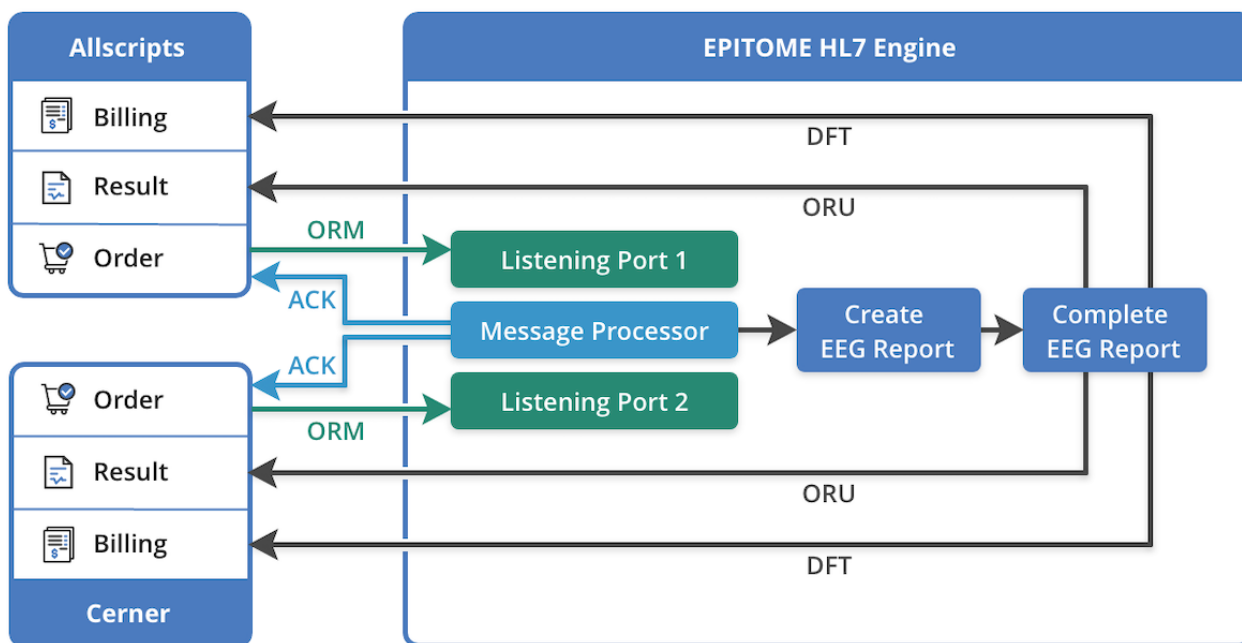 Allscripts
EPITOME HL7 Engine
Billing
DFT
Result
ORU
ORM
Order
Listening Port 1
ACK
Message Processor
Create
EEG Report
Complete
EEG Report
ACK
Order
Listening Port 2
ORM
Result
ORU
Billing
DFT
Cerner